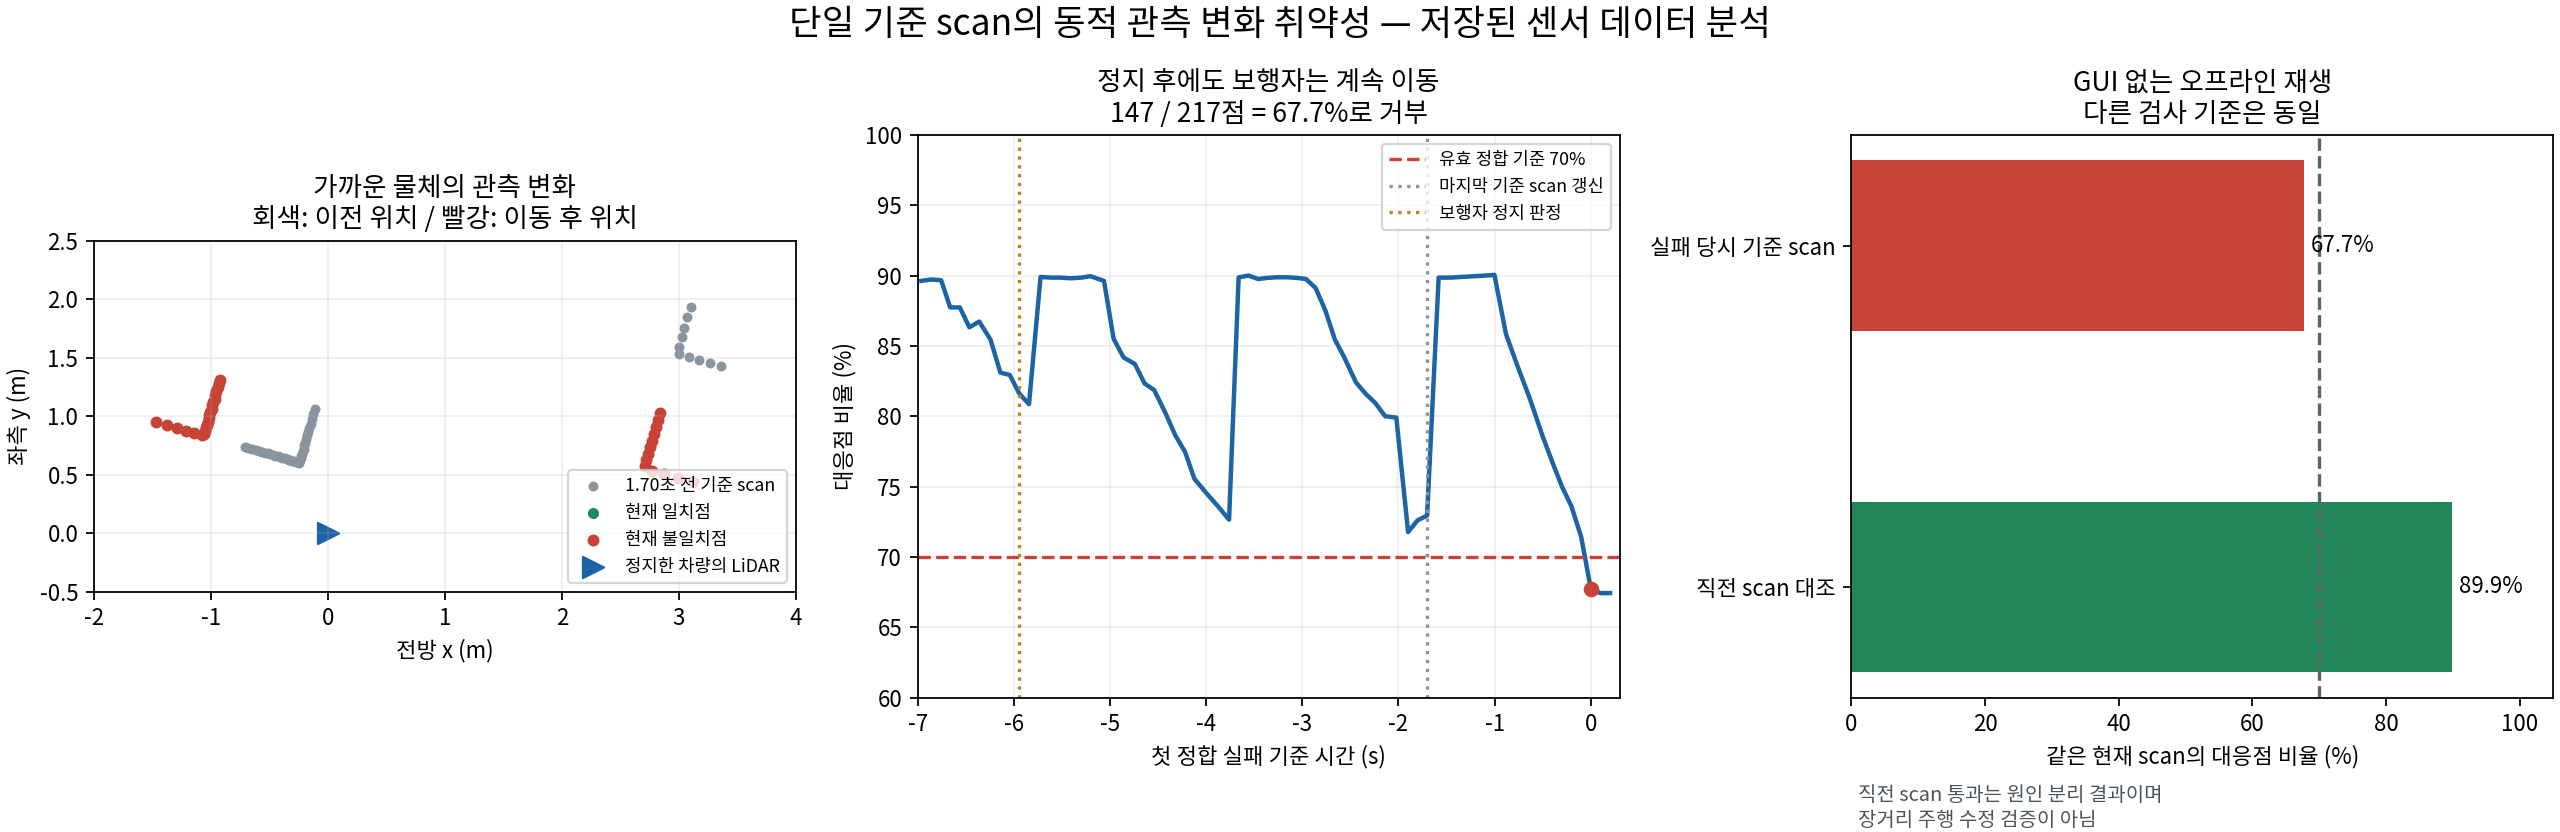 단일 기준 scan의 동적 관측 변화 취약성 — 저장된 센서 데이터 분석
가까운 물체의 관측 변화
회색: 이전 위치 / 빨강: 이동 후 위치
2.5
2.0
1.5
1.0
0.5
0.0
-0.5
좌측 y (m)
-2
-1
0
1
2
3
4
전방 x (m)
1.70초 전 기준 scan
현재 일치점
현재 불일치점
정지한 차량의 LiDAR
정지 후에도 보행자는 계속 이동
147 / 217점 = 67.7%로 거부
100
95
90
85
80
75
70
65
60
대응점 비율 (%)
유효 정합 기준 70%
마지막 기준 scan 갱신
보행자 정지 판정
-7
-6
-5
-4
-3
-2
-1
0
첫 정합 실패 기준 시간 (s)
GUI 없는 오프라인 재생
다른 검사 기준은 동일
실패 당시 기준 scan
67.7%
직전 scan 대조
89.9%
0
20
40
60
80
100
같은 현재 scan의 대응점 비율 (%)
직전 scan 통과는 원인 분리 결과이며
장거리 주행 수정 검증이 아님